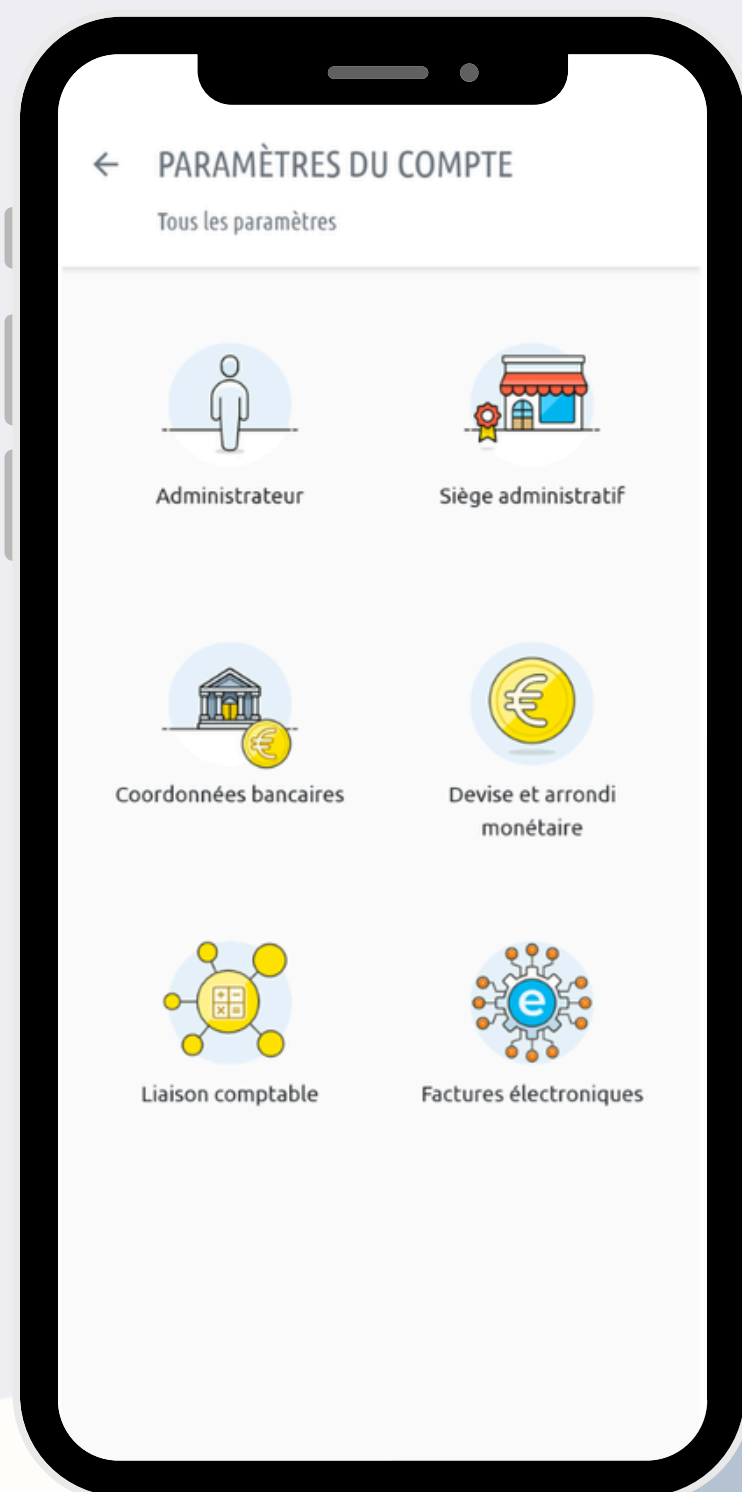 PARAMÈTRES DU COMPTE
Tous les paramètres
Administrateur
Siège administratif
Coordonnées bancaires
Devise et arrondi
monétaire
Liaison comptable
Factures électroniques